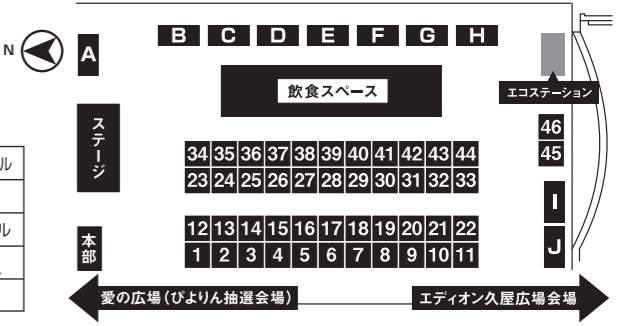 B C D E F G H
N
A
飲食スペース
エコステーション
ステージ
46
45
34 35 36 37 38 39 40 41 42 43 44
23 24 25 26 27 28 29 30 31 32 33
I
12 13 14 15 16 17 18 19 20 21 22
1 2 3 4 5 6 7 8 9 10 11
本部
J
ル
ル
愛の広場(ぴよりん抽選会場)
エディオン久屋広場会場